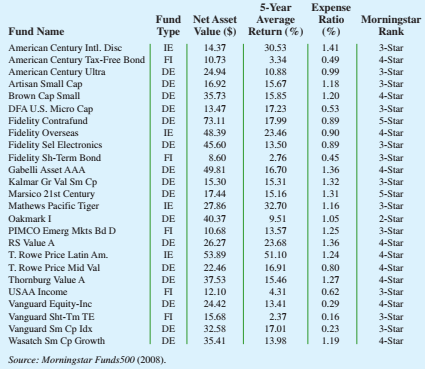 5-Year Expense
Fund Net Asset Average Ratio Morningstar
Fund Name Type Value ($) Return (%) (%) Rank
American Century Intl. Disc IE 14.37 30.53 1.41 3-Star
American Century Tax-Free Bond FI 10.73 3.34 0.49 4-Star
American Century Ultra DE 24.94 10.88 0.99 3-Star
Artisan Small Cap DE 16.92 15.67 1.18 3-Star
Brown Cap Small DE 35.73 15.85 1.20 4-Star
DFA U.S. Micro Cap DE 13.47 17.23 0.53 3-Star
Fidelity Contrafund DE 73.11 17.99 0.89 5-Star
Fidelity Overseas IE 48.39 23.46 0.90 4-Star
Fidelity Sel Electronics DE 45.60 13.50 0.89 3-Star
Fidelity Sh-Term Bond FI 8.60 2.76 0.45 3-Star
Gabelli Asset AAA DE 49.81 16.70 1.36 4-Star
Kalmar Gr Val Sm Cp DE 15.30 15.31 1.32 3-Star
Marsico 21st Century DE 17.44 15.16 1.31 5-Star
Mathews Pacific Tiger IE 27.86 32.70 1.16 3-Star
Oakmark I DE 40.37 9.51 1.05 2-Star
PIMCO Emerg Mkts Bd D FI 10.68 13.57 1.25 3-Star
RS Value A DE 26.27 23.68 1.36 4-Star
T. Rowe Price Latin Am. IE 53.89 51.10 1.24 4-Star
T. Rowe Price Mid Val DE 22.46 16.91 0.80 4-Star
Thornburg Value A DE 37.53 15.46 1.27 4-Star
USAA Income FI 12.10 4.31 0.62 3-Star
Vanguard Equity-Inc DE 24.42 13.41 0.29 4-Star
Vanguard Sht-Tm TE FI 15.68 2.37 0.16 3-Star
Vanguard Sm Cp Idx DE 32.58 17.01 0.23 3-Star
Wasatch Sm Cp Growth DE 35.41 13.98 1.19 4-Star
Source: Morningstar Funds500 (2008).